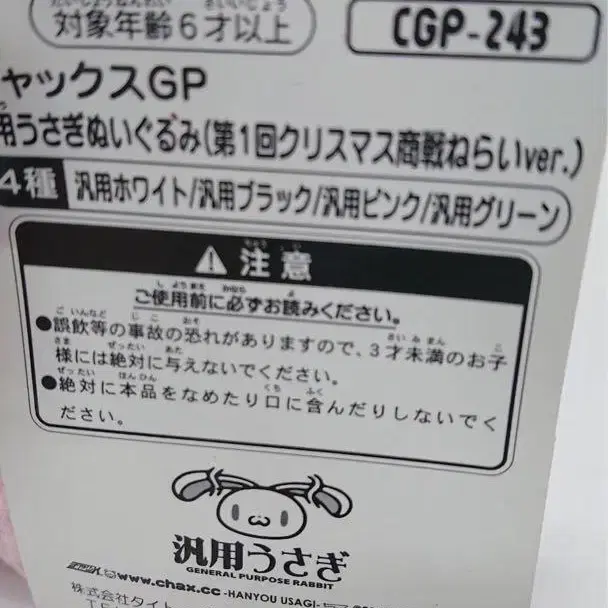 対象年齢6才以上
CGP-243
ャックスGP
用うさぎぬいぐるみ(第1回クリスマス商戦ねらいver.)
4種 汎用ホワイト/汎用ブラック/汎用ピンク/汎用グリーン
注意
ご使用前に必ずお読みください。
●誤飲等の事故の恐れがありますので、3才未満のお子
様には絶対に与えないでください。
●絶対に本品をなめたり口に含んだりしないでく
ださい。
汎用うさぎ
GENERAL PURPOSE RABBIT
www.chax.cc -HANYOU USAGI-
株式会社タイト